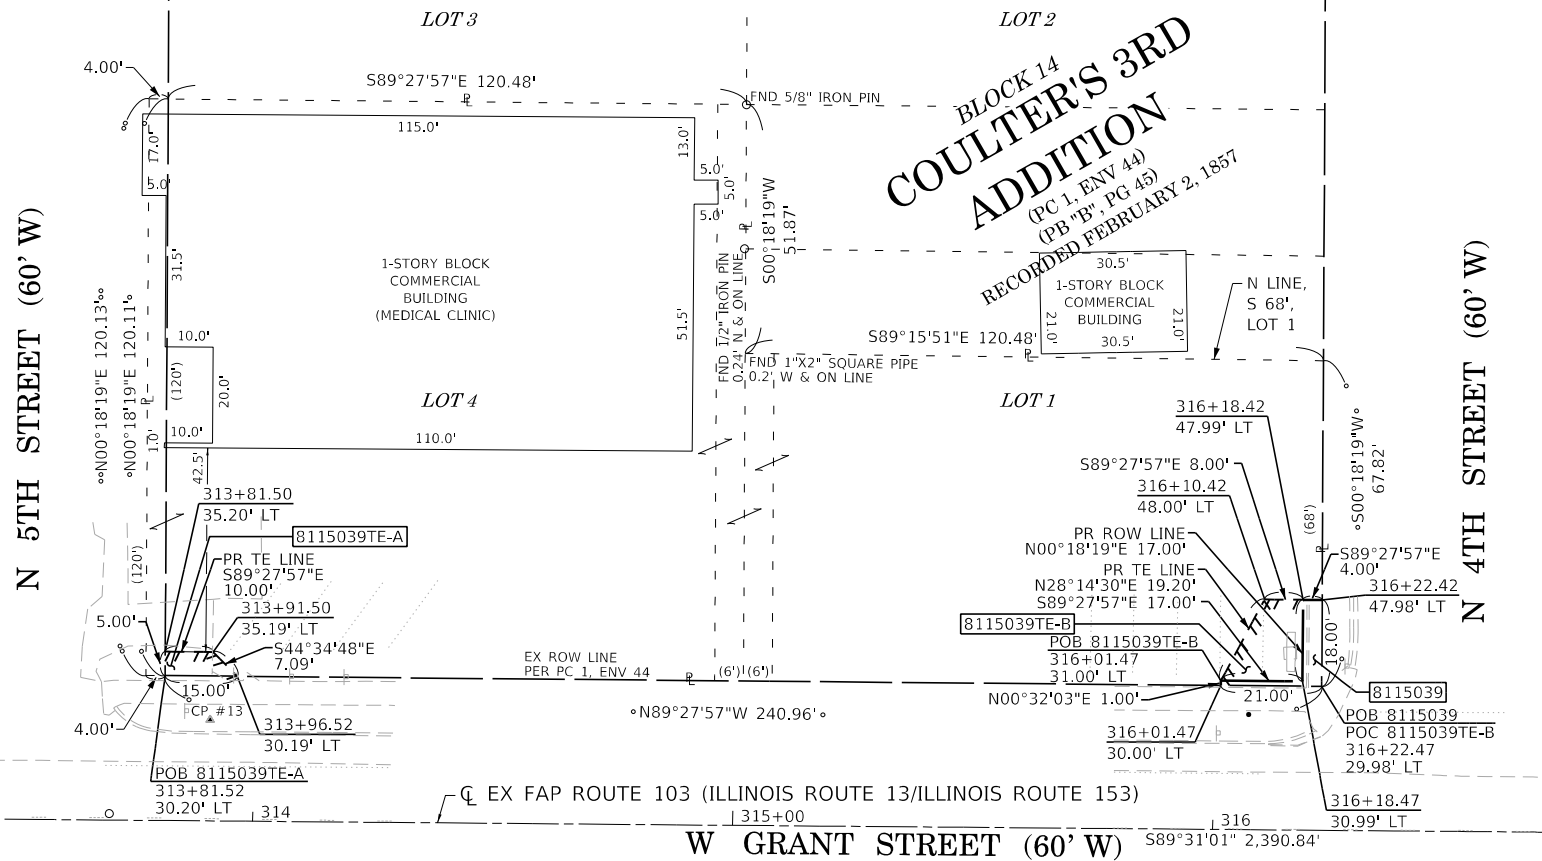 LOT 3
LOT 2
4.00'
S89°27'57"E 120.48'
FND 5/8" IRON PIN
BLOCK 14
COULTER'S 3RD
ADDITION
(PC 1, ENV 44)
(PB "B", PG 45)
RECORDED FEBRUARY 2, 1857
115.0'
17.0'
13.0'
5.0'
5.0'
5.0'
5.0'
S00°18'19"W
51.87'
31.5'
1-STORY BLOCK
COMMERCIAL
BUILDING
(MEDICAL CLINIC)
51.5'
FND 1/2" IRON PIN
0.24' N & ON LINE
30.5'
1-STORY BLOCK
COMMERCIAL
BUILDING
21.0'
21.0'
30.5'
N LINE,
S 68',
LOT 1
N 5TH STREET (60' W)
N00°18'19"E 120.13'
N00°18'19"E 120.11'
(120')
10.0'
20.0'
10.0'
1.0'
110.0'
42.5'
S89°15'51"E 120.48'
FND 1"X2" SQUARE PIPE
0.2' W & ON LINE
LOT 4
LOT 1
N 4TH STREET (60' W)
316+18.42
47.99' LT
S89°27'57"E 8.00'
316+10.42
48.00' LT
S00°18'19"W
67.82'
(68')
313+81.50
35.20' LT
8115039TE-A
PR TE LINE
S89°27'57"E
10.00'
313+91.50
35.19' LT
S44°34'48"E
7.09'
(120')
5.00'
15.00'
4.00'
CP #13
313+96.52
30.19' LT
POB 8115039TE-A
313+81.52
30.20' LT
EX ROW LINE
PER PC 1, ENV 44
(6')
(6')
N89°27'57"W 240.96'
PR ROW LINE
N00°18'19"E 17.00'
PR TE LINE
N28°14'30"E 19.20'
S89°27'57"E 17.00'
8115039TE-B
POB 8115039TE-B
316+01.47
31.00' LT
N00°32'03"E 1.00'
316+01.47
30.00' LT
S89°27'57"E
4.00'
316+22.42
47.98' LT
18.00'
21.00'
8115039
POB 8115039
POC 8115039TE-B
316+22.47
29.98' LT
316+18.47
30.99' LT
℄ EX FAP ROUTE 103 (ILLINOIS ROUTE 13/ILLINOIS ROUTE 153)
314
315+00
316
S89°31'01" 2,390.84'
W GRANT STREET (60' W)